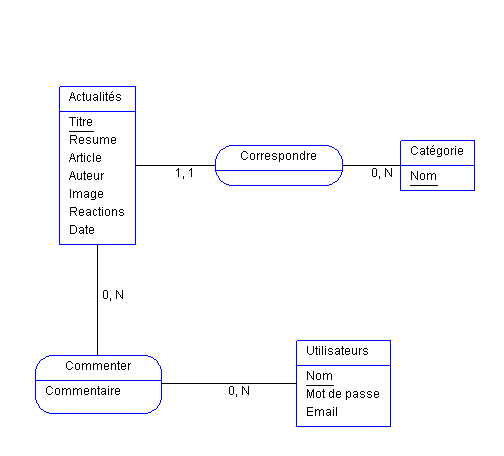 Actualités
Titre
Resume
Article
Auteur
Image
Reactions
Date
1, 1
Correspondre
0, N
Catégorie
Nom
0, N
Commenter
Commentaire
0, N
Utilisateurs
Nom
Mot de passe
Email